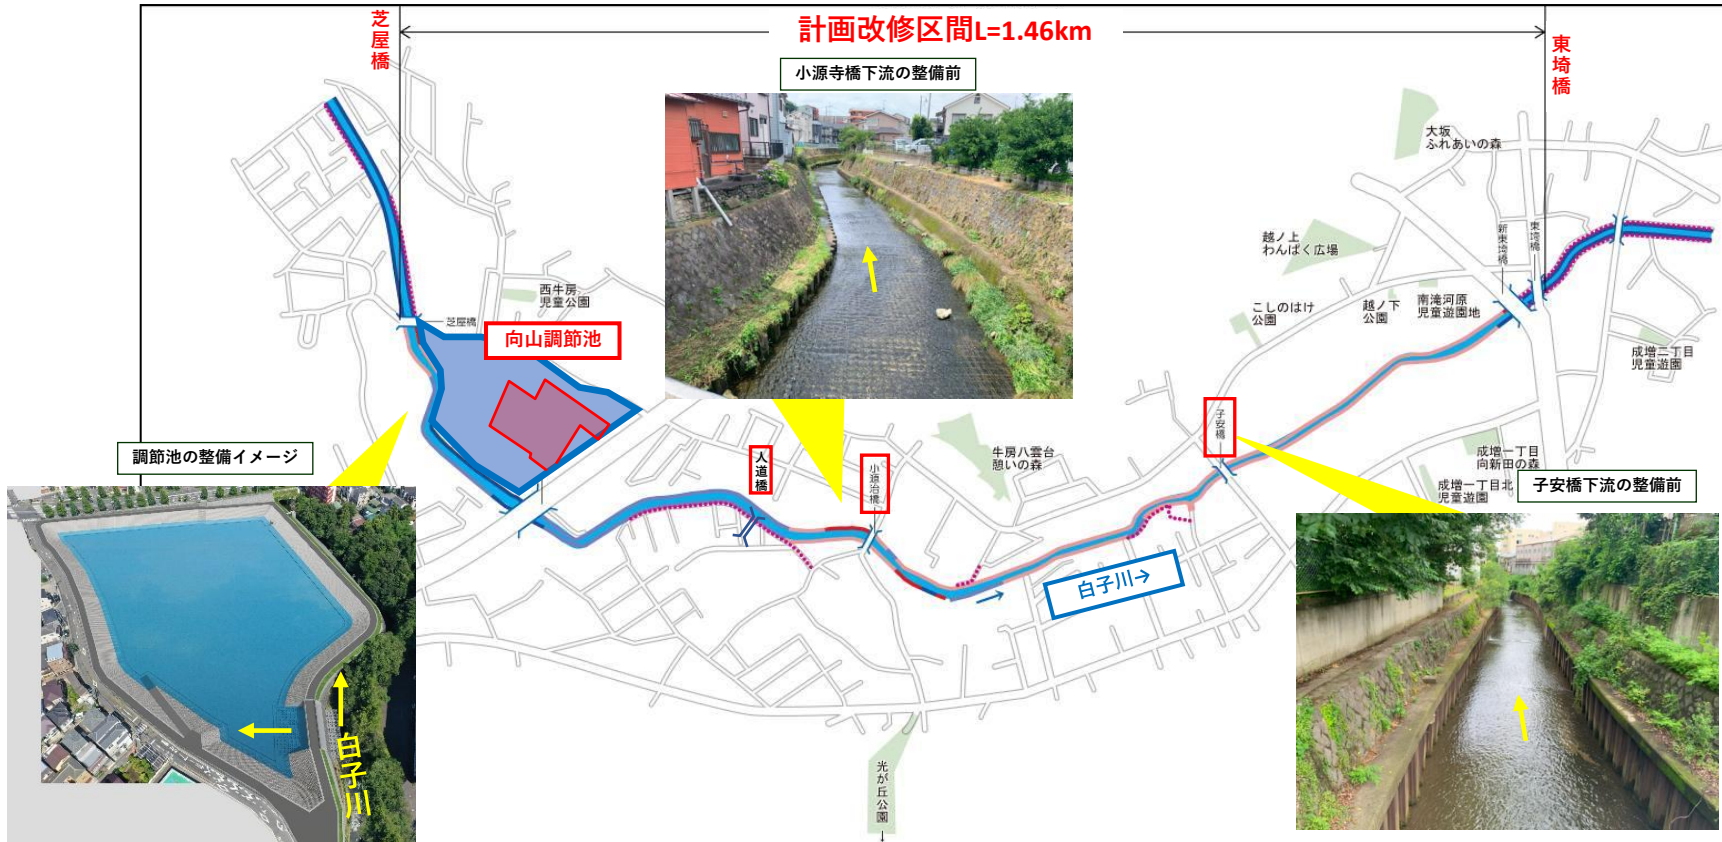 計画改修区間L=1.46km
芝屋橋
東埼橋
小源寺橋下流の整備前
大坂
ふれあいの森
越ノ上
わんぱく広場
新東埼橋
東埼橋
西牛房
児童公園
芝屋橋
向山調節池
こしのはけ
公園
越ノ下
公園
南滝河原
児童遊園地
成増二丁目
児童遊園
子安橋
調節池の整備イメージ
人道橋
小源治橋
牛房八雲台
憩いの森
成増一丁目
向新田の森
成増一丁目北
児童遊園
子安橋下流の整備前
白子川→
白子川
光が丘公園
↓